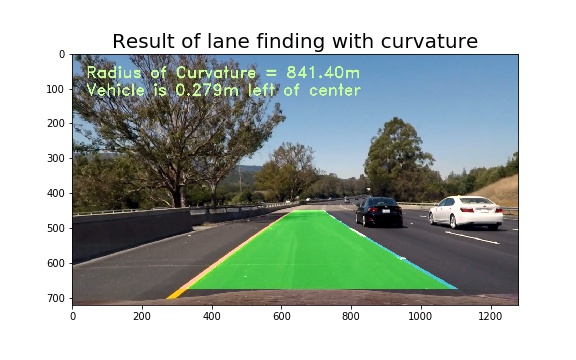 Result of lane finding with curvature
Radius of Curvature = 841.40m
Vehicle is 0.279m left of center
0
100
200
300
400
500
600
700
0 200 400 600 800 1000 1200